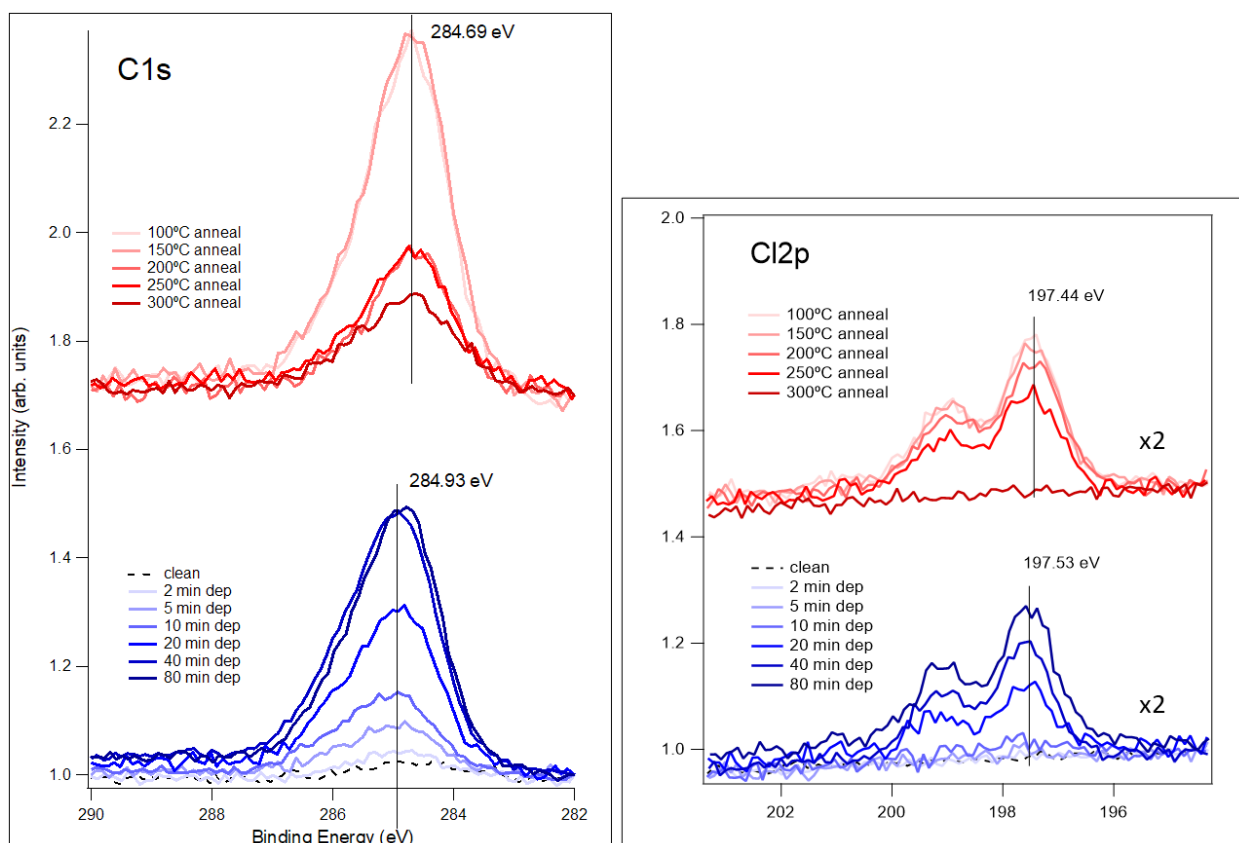 284.69 eV
C1s
2.2
2.0
100ºC anneal
150ºC anneal
200ºC anneal
250ºC anneal
300ºC anneal
1.8
1.6
Intensity (arb. units)
284.93 eV
1.4
clean
2 min dep
5 min dep
10 min dep
20 min dep
40 min dep
80 min dep
1.2
1.0
290
288
286
284
282
Binding Energy (eV)
2.0
Cl2p
197.44 eV
100ºC anneal
150ºC anneal
200ºC anneal
250ºC anneal
300ºC anneal
1.8
1.6
x2
1.4
197.53 eV
clean
2 min dep
5 min dep
10 min dep
20 min dep
40 min dep
80 min dep
1.2
x2
1.0
202
200
198
196